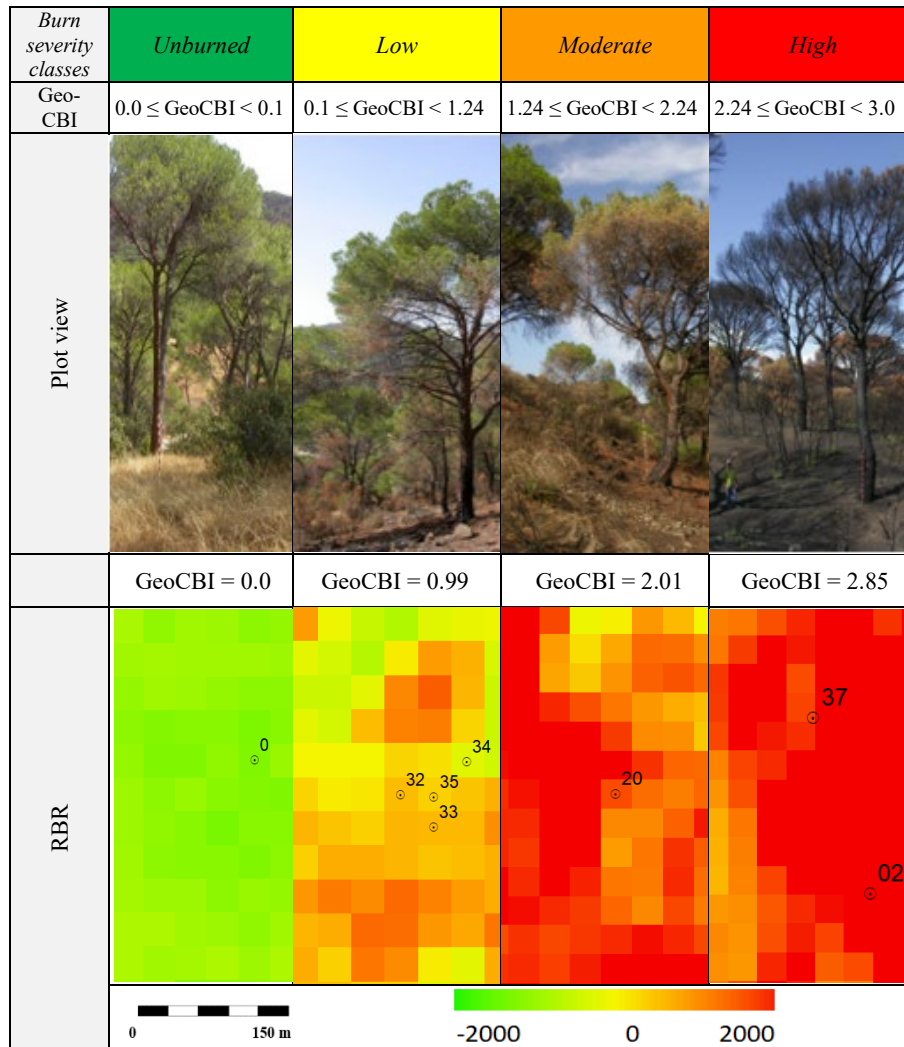 Burn
severity
classes
Unburned
Low
Moderate
High
Geo-
CBI
0.0 ≤ GeoCBI < 0.1
0.1 ≤ GeoCBI < 1.24
1.24 ≤ GeoCBI < 2.24
2.24 ≤ GeoCBI < 3.0
Plot view
GeoCBI = 0.0
GeoCBI = 0.99
GeoCBI = 2.01
GeoCBI = 2.85
RBR
0
34
32
35
33
20
37
02
0
150 m
-2000
0
2000